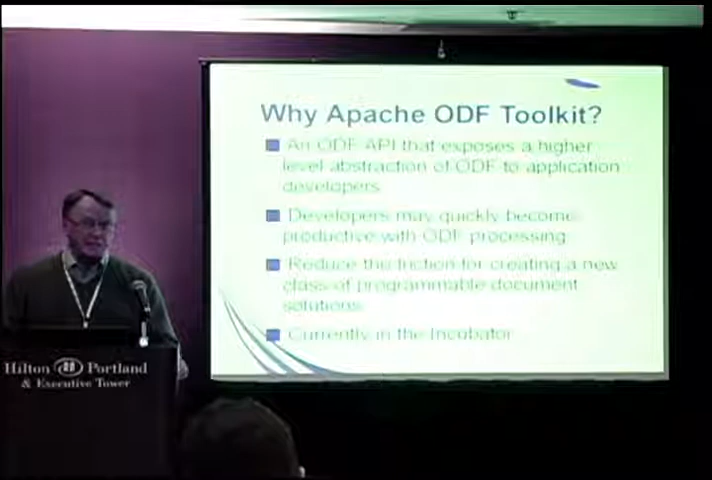 Why Apache ODF Toolkit?
An ODF API that exposes a higher
level abstraction of ODF to application
developers
Developers may quickly become
productive with ODF processing
Reduce the friction for creating a new
class of programmable document
solutions
Currently in the Incubator
Hilton Portland
& Executive Tower